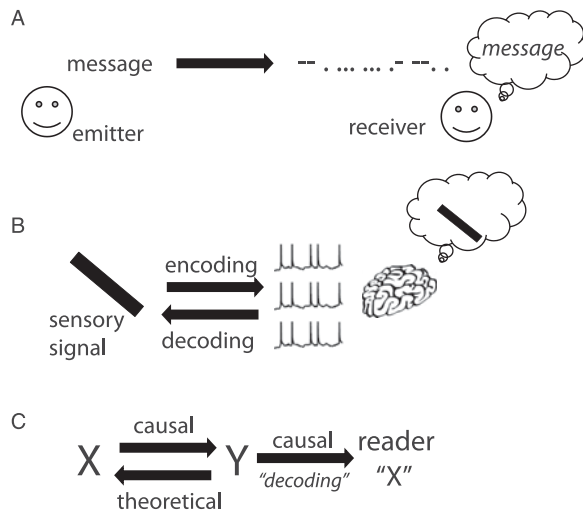 A
message
-- . ... ... .- --. .
message
emitter
receiver
B
encoding
sensory
signal
decoding
C
causal
causal
X
Y
reader
theoretical
"decoding"
"X"